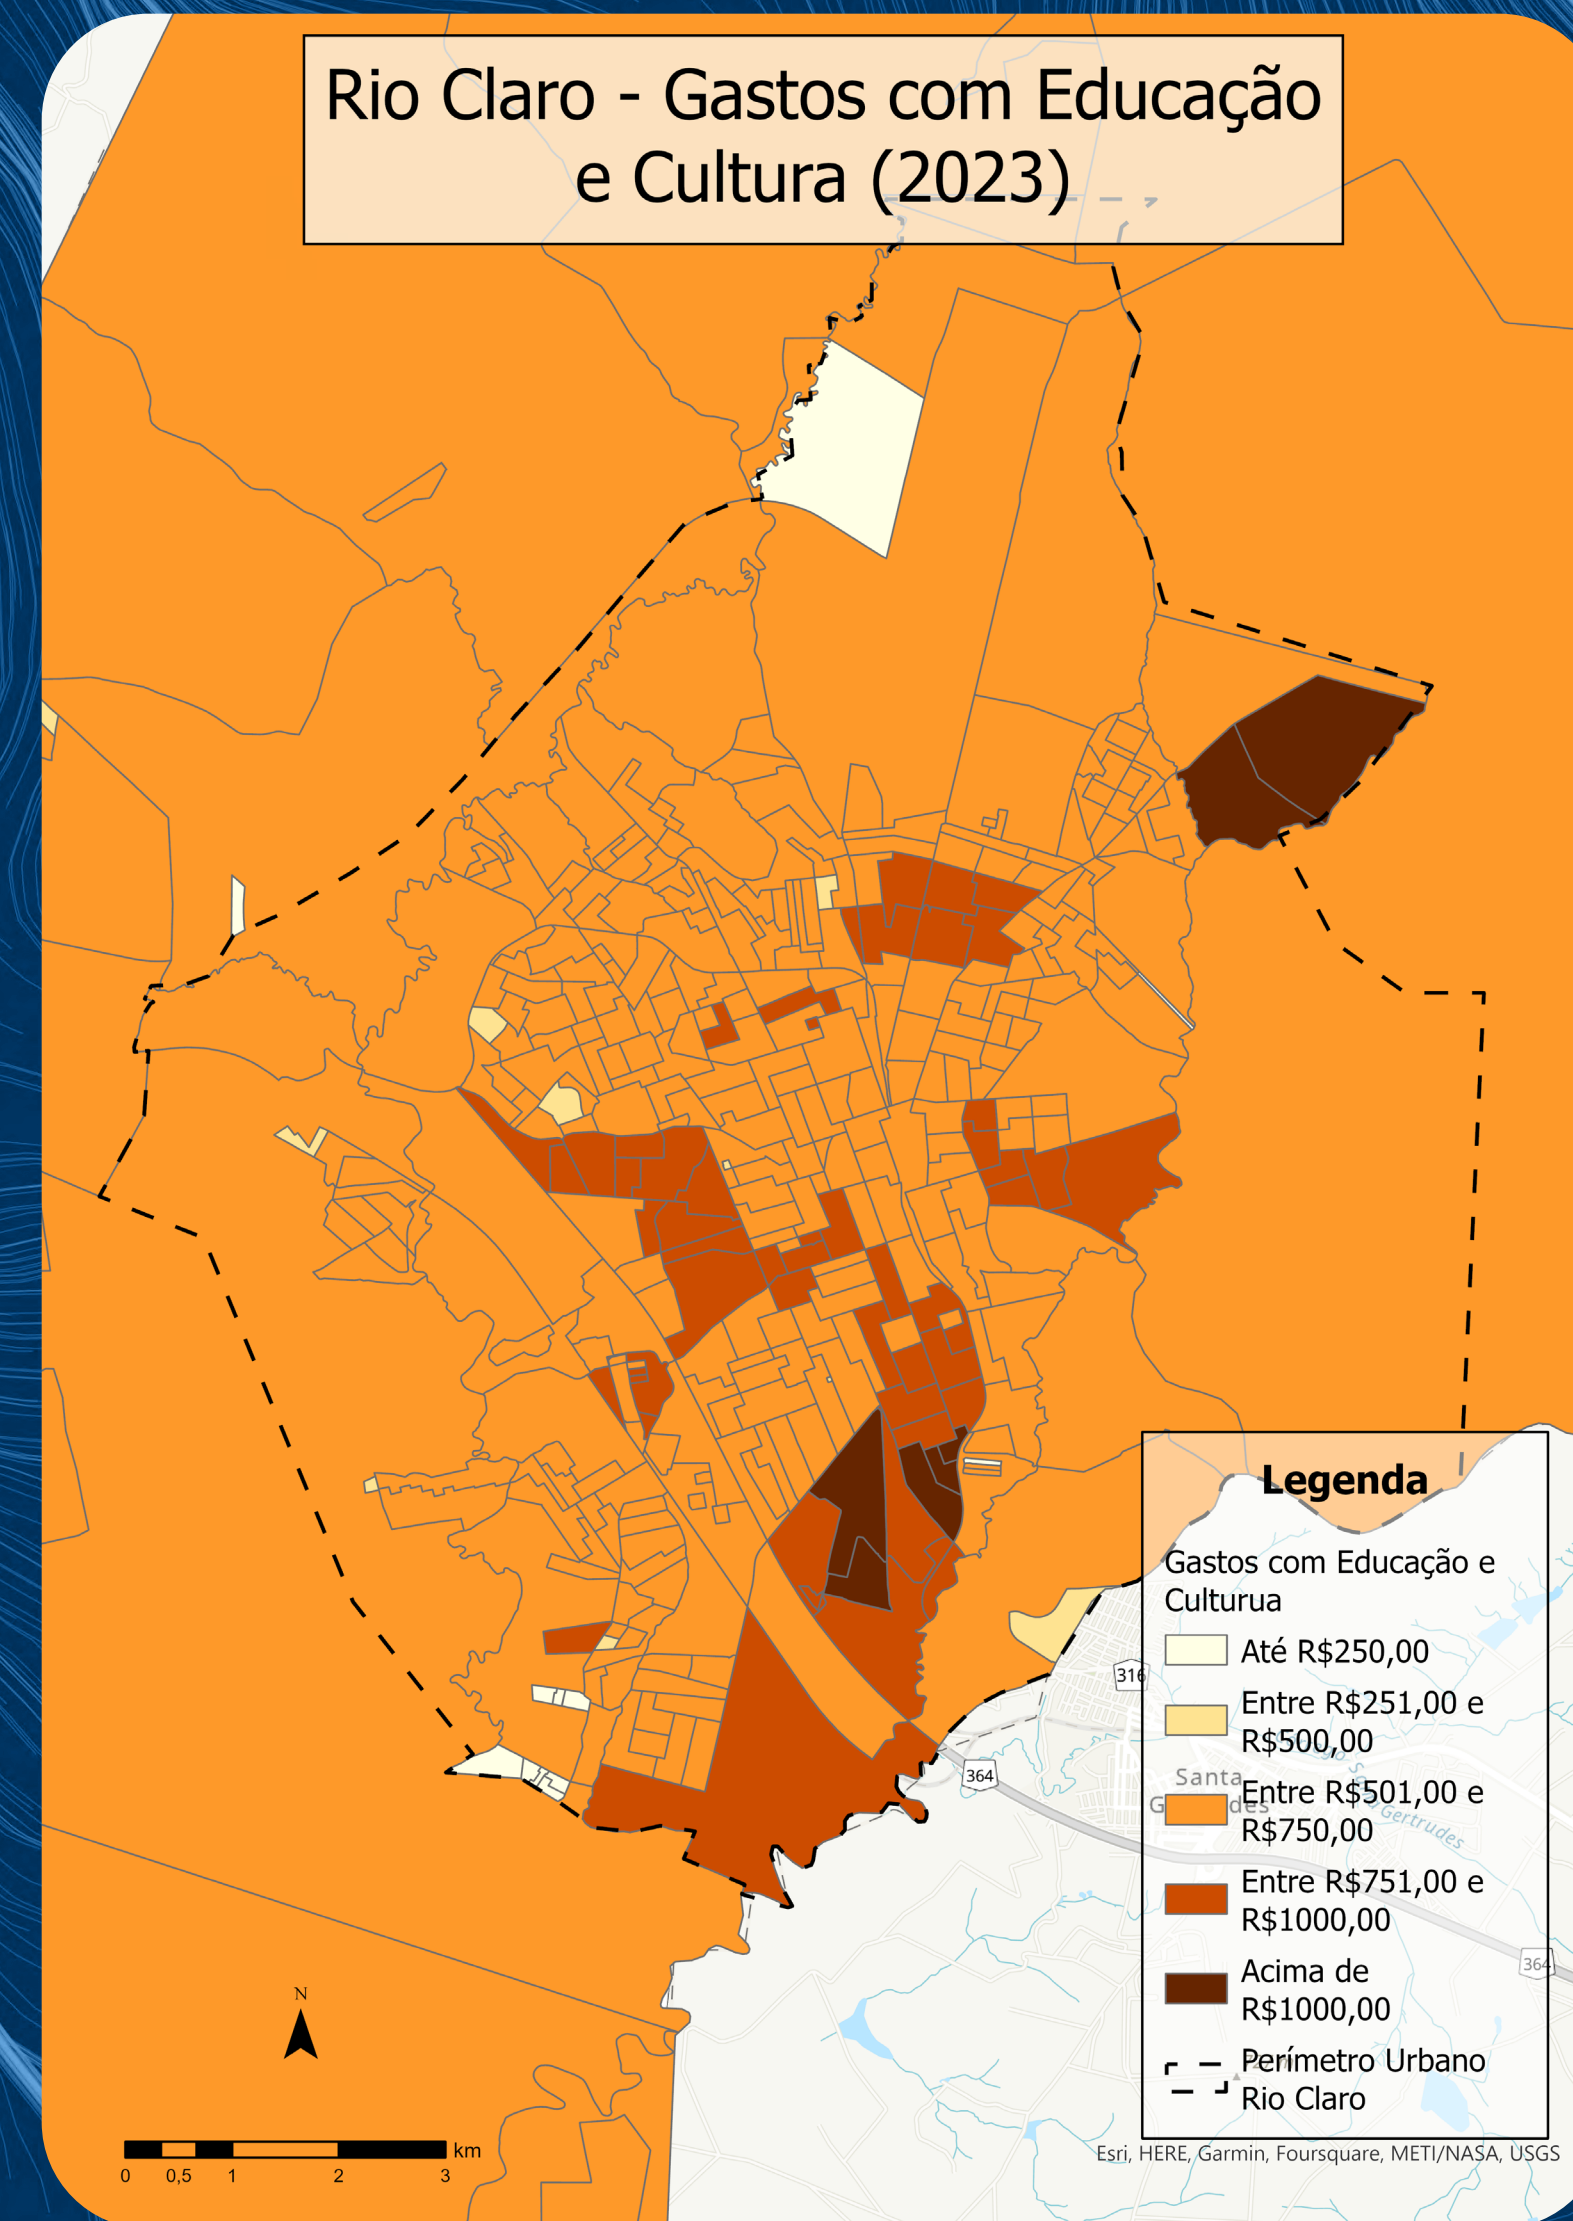 Rio Claro - Gastos com Educação
e Cultura (2023)
Legenda
Gastos com Educação e
Culturua
Até R$250,00
Entre R$251,00 e
R$500,00
Entre R$501,00 e
R$750,00
Entre R$751,00 e
R$1000,00
Acima de
R$1000,00
Perímetro Urbano
Rio Claro
316
364
Santa
Gertrudes
364
N
km
0 0,5 1 2 3
Esri, HERE, Garmin, Foursquare, METI/NASA, USGS